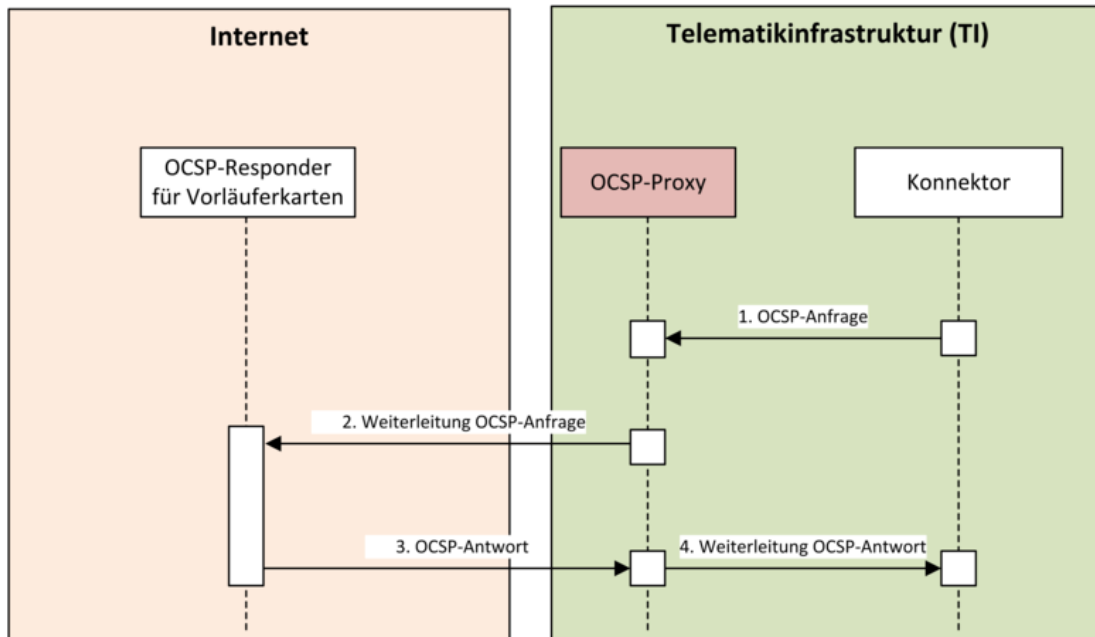 Internet
Telematikinfrastruktur (TI)
OCSP-Responder
für Vorläuferkarten
OCSP-Proxy
Konnektor
1. OCSP-Anfrage
2. Weiterleitung OCSP-Anfrage
3. OCSP-Antwort
4. Weiterleitung OCSP-Antwort